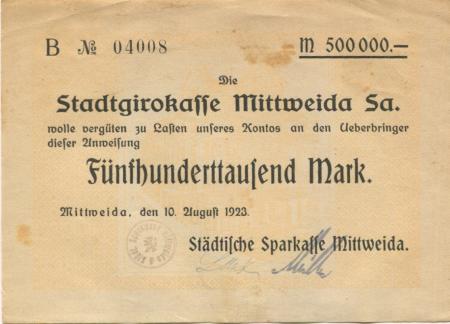 B № 04008 M 500000.—
Die
Stadtgirokasse Mittweida Sa.
wolle vergüten zu Lasten unseres Kontos an den Ueberbringer
dieser Anweisung
Fünfhunderttausend Mark.
Mittweida, den 10. August 1923.
Städtische Sparkasse Mittweida.